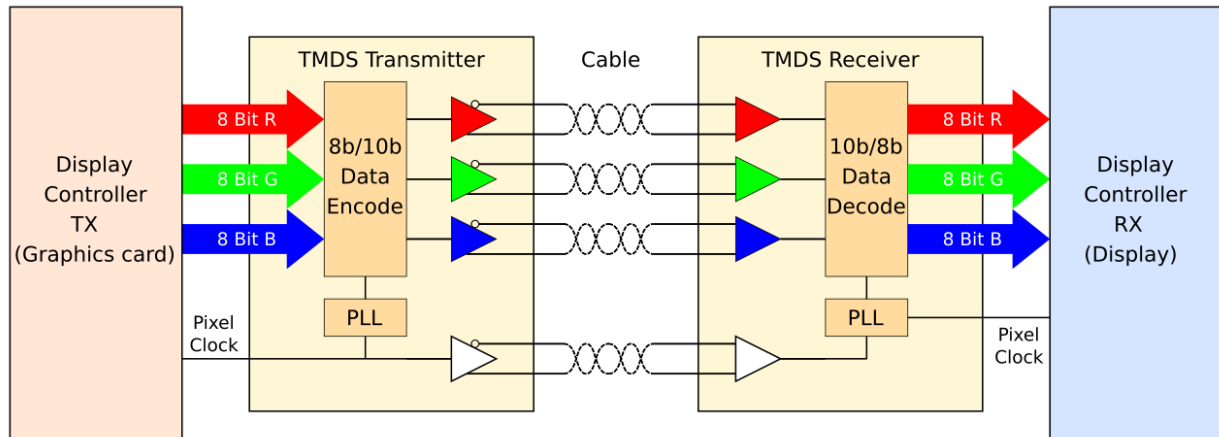 Display
Controller
TX
(Graphics card)
8 Bit R
8 Bit G
8 Bit B
Pixel
Clock
TMDS Transmitter
8b/10b
Data
Encode
PLL
Cable
TMDS Receiver
10b/8b
Data
Decode
PLL
8 Bit R
8 Bit G
8 Bit B
Pixel
Clock
Display
Controller
RX
(Display)